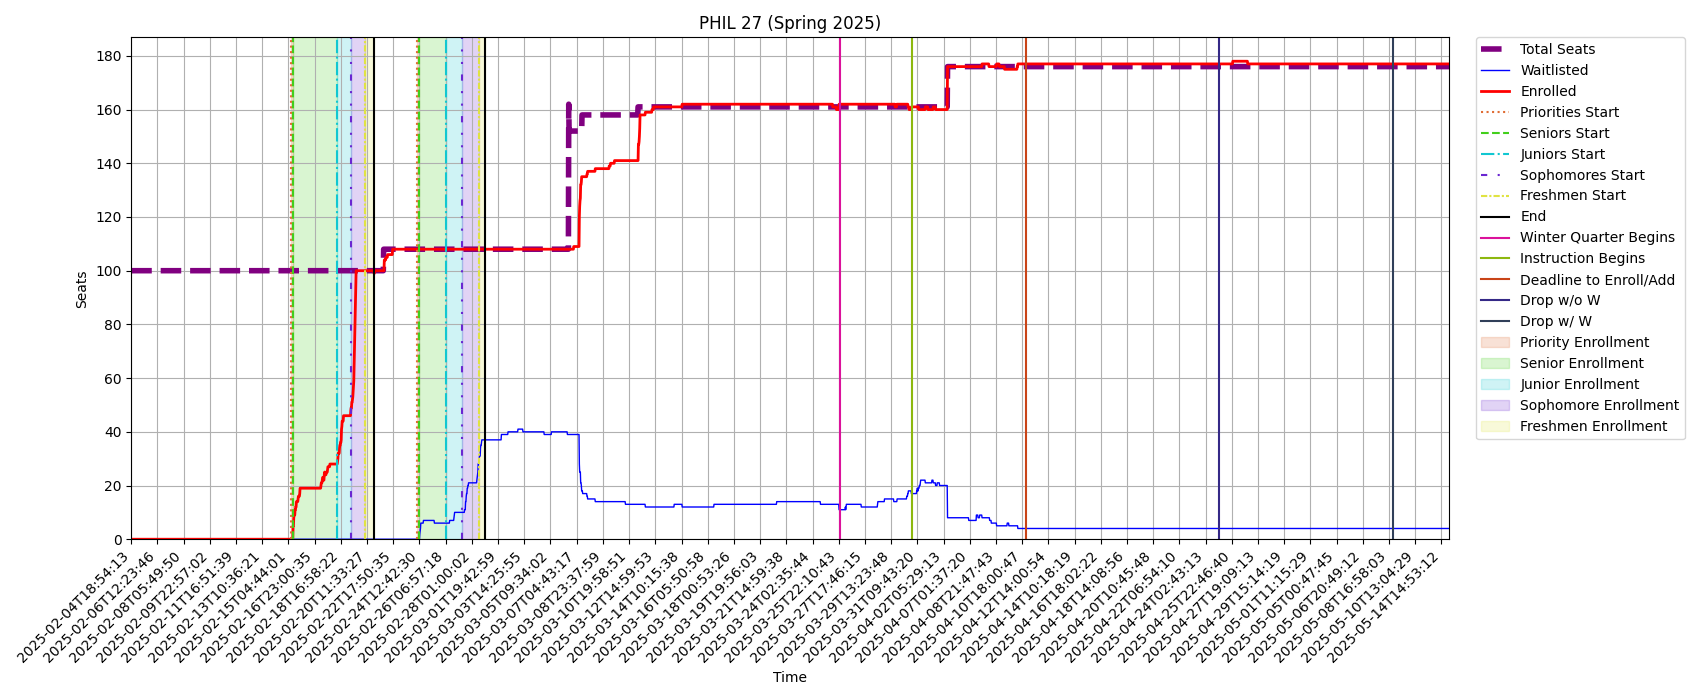 PHIL 27 (Spring 2025)
Seats
180
160
140
120
100
80
60
40
20
0
2025-02-04T18:54:13
2025-02-06T12:23:46
2025-02-08T05:49:50
2025-02-09T22:57:02
2025-02-11T16:51:39
2025-02-13T10:36:21
2025-02-15T04:44:01
2025-02-16T23:00:35
2025-02-18T16:58:22
2025-02-20T11:33:27
2025-02-22T17:50:35
2025-02-24T12:42:30
2025-02-26T06:57:18
2025-02-28T01:00:02
2025-03-01T19:42:55
2025-03-03T14:25:55
2025-03-05T09:34:02
2025-03-07T04:43:17
2025-03-08T23:37:59
2025-03-10T19:58:51
2025-03-12T14:59:53
2025-03-14T10:15:38
2025-03-16T05:50:58
2025-03-18T00:53:26
2025-03-19T19:56:03
2025-03-21T14:59:38
2025-03-24T02:35:44
2025-03-25T22:10:43
2025-03-27T17:46:15
2025-03-29T13:23:48
2025-03-31T09:43:20
2025-04-02T05:29:13
2025-04-07T01:37:20
2025-04-08T21:47:43
2025-04-10T18:00:47
2025-04-12T14:00:54
2025-04-14T10:18:19
2025-04-16T18:02:22
2025-04-18T14:08:56
2025-04-20T10:45:48
2025-04-22T06:54:10
2025-04-24T02:43:13
2025-04-25T22:46:40
2025-04-27T19:09:13
2025-04-29T15:14:19
2025-05-01T11:15:29
2025-05-05T00:47:45
2025-05-06T20:49:12
2025-05-08T16:58:03
2025-05-10T13:04:29
2025-05-14T14:53:12
Time
Total Seats
Waitlisted
Enrolled
Priorities Start
Seniors Start
Juniors Start
Sophomores Start
Freshmen Start
End
Winter Quarter Begins
Instruction Begins
Deadline to Enroll/Add
Drop w/o W
Drop w/ W
Priority Enrollment
Senior Enrollment
Junior Enrollment
Sophomore Enrollment
Freshmen Enrollment